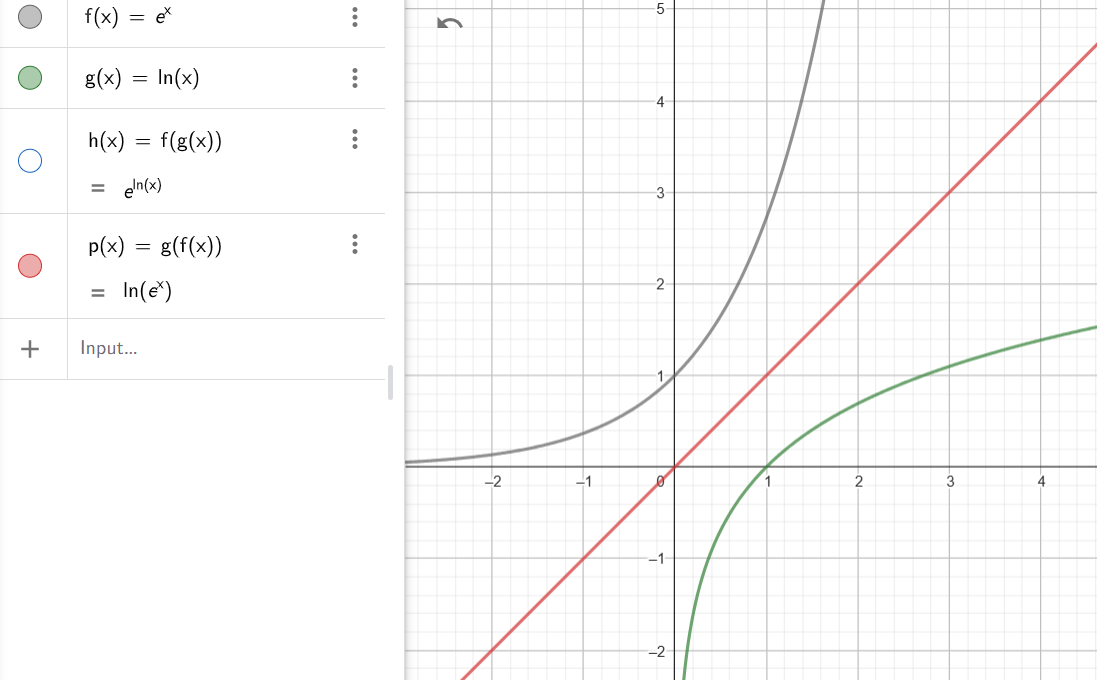 f(x) = eˣ
g(x) = ln(x)
h(x) = f(g(x))
= e^ln(x)
p(x) = g(f(x))
= ln(eˣ)
+ Input...
5
4
3
2
1
−2 −1 0 1 2 3 4
−1
−2